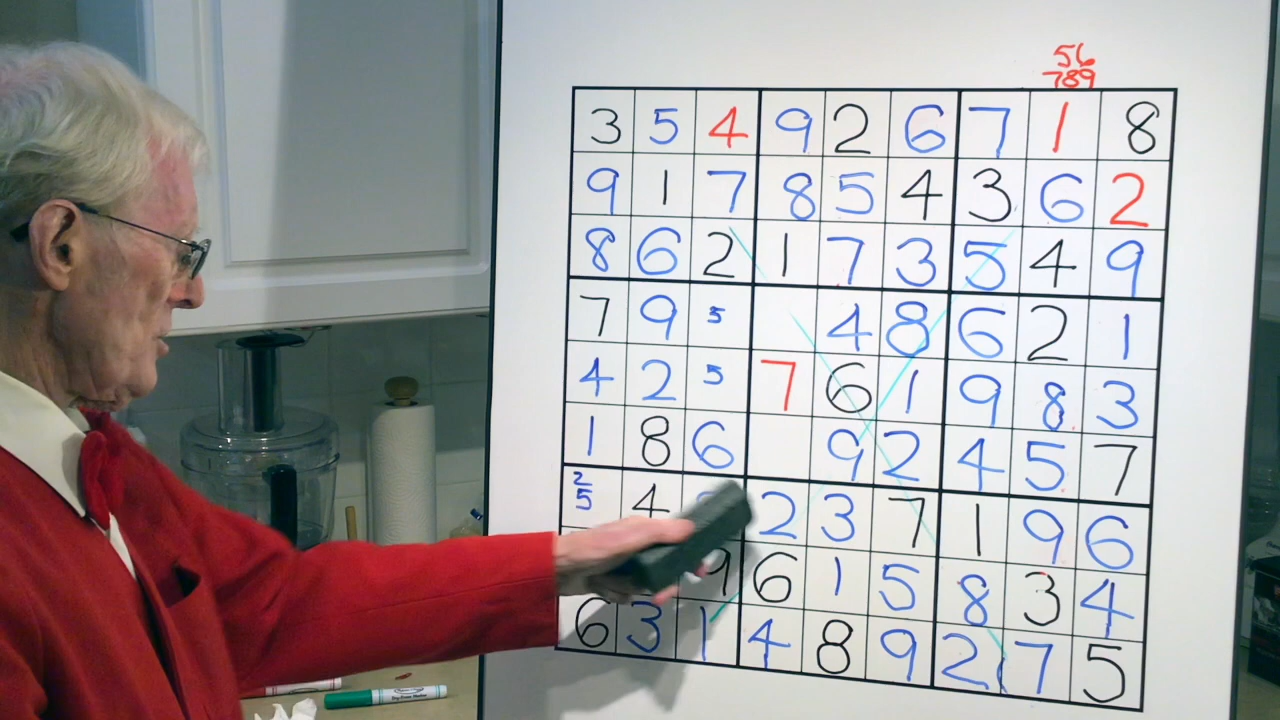 56
789
3 5 4 9 2 6 7 1 8
9 1 7 8 5 4 3 6 2
8 6 2 1 7 3 5 4 9
7 9 5 4 8 6 2 1
4 2 5 7 6 1 9 8 3
1 8 6 9 2 4 5 7
2
5 4 2 3 7 1 9 6
9 6 1 5 8 3 4
6 3 1 4 8 9 2 7 5